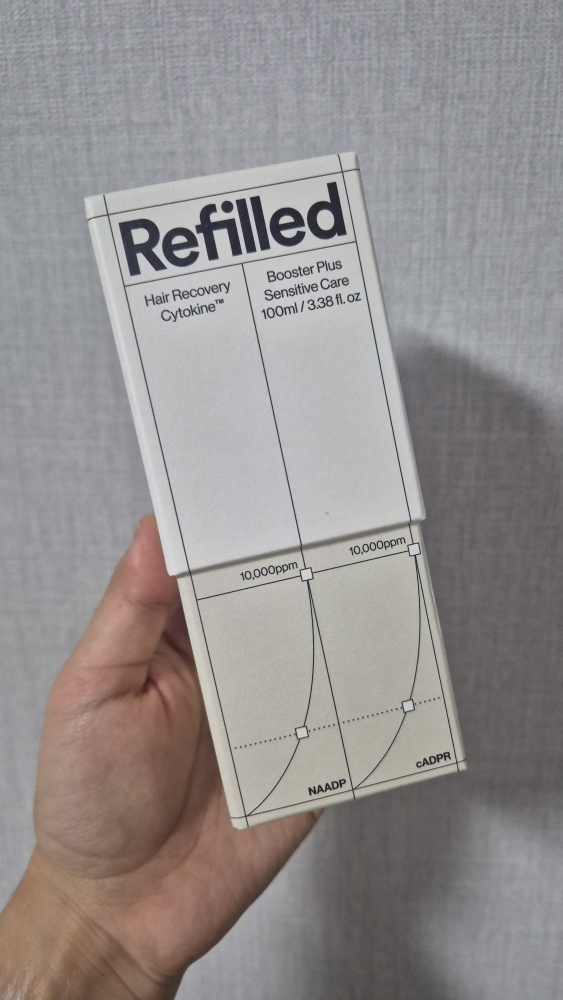 Refilled
Hair Recovery
Cytokine™
Booster Plus
Sensitive Care
100ml / 3.38 fl. oz
10,000ppm
10,000ppm
NAADP
cADPR